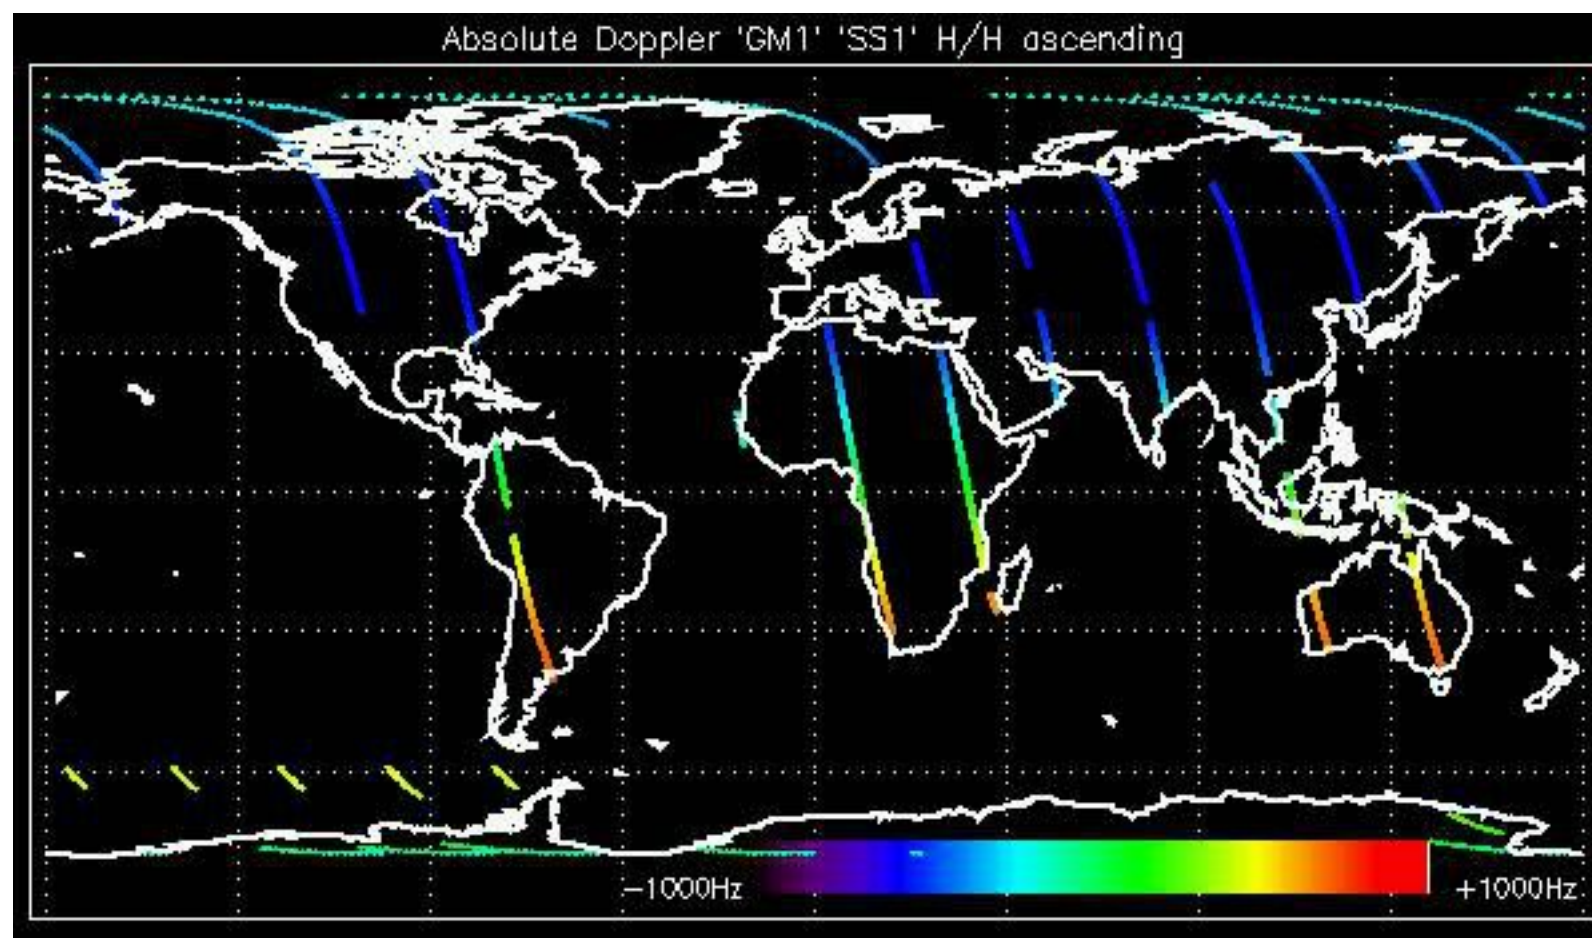 Absolute Doppler 'GM1' 'SS1' H/H ascending
-1000Hz
+1000Hz